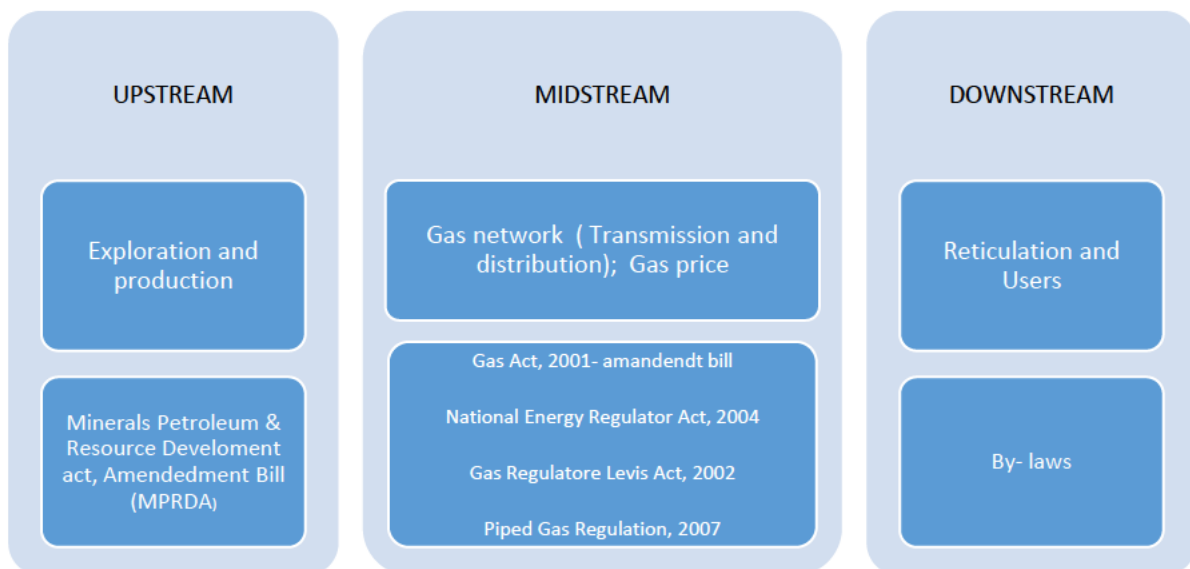 UPSTREAM
Exploration and
production
Minerals Petroleum &
Resource Develoment
act, Amendedment Bill
(MPRDA)
MIDSTREAM
Gas network  ( Transmission and
distribution);  Gas price
Gas Act, 2001- amandendt bill
National Energy Regulator Act, 2004
Gas Regulatore Levis Act, 2002
Piped Gas Regulation, 2007
DOWNSTREAM
Reticulation and
Users
By- laws